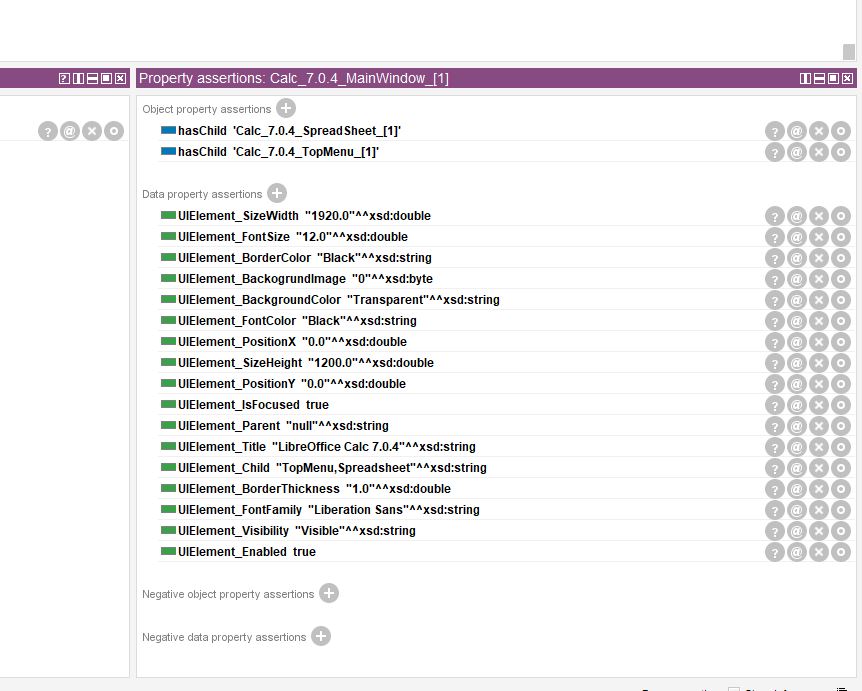 Property assertions: Calc_7.0.4_MainWindow_[1]
Object property assertions
hasChild 'Calc_7.0.4_SpreadSheet_[1]'
hasChild 'Calc_7.0.4_TopMenu_[1]'
Data property assertions
UIElement_SizeWidth "1920.0"^^xsd:double
UIElement_FontSize "12.0"^^xsd:double
UIElement_BorderColor "Black"^^xsd:string
UIElement_BackogrundImage "0"^^xsd:byte
UIElement_BackgroundColor "Transparent"^^xsd:string
UIElement_FontColor "Black"^^xsd:string
UIElement_PositionX "0.0"^^xsd:double
UIElement_SizeHeight "1200.0"^^xsd:double
UIElement_PositionY "0.0"^^xsd:double
UIElement_IsFocused true
UIElement_Parent "null"^^xsd:string
UIElement_Title "LibreOffice Calc 7.0.4"^^xsd:string
UIElement_Child "TopMenu,Spreadsheet"^^xsd:string
UIElement_BorderThickness "1.0"^^xsd:double
UIElement_FontFamily "Liberation Sans"^^xsd:string
UIElement_Visibility "Visible"^^xsd:string
UIElement_Enabled true
Negative object property assertions
Negative data property assertions